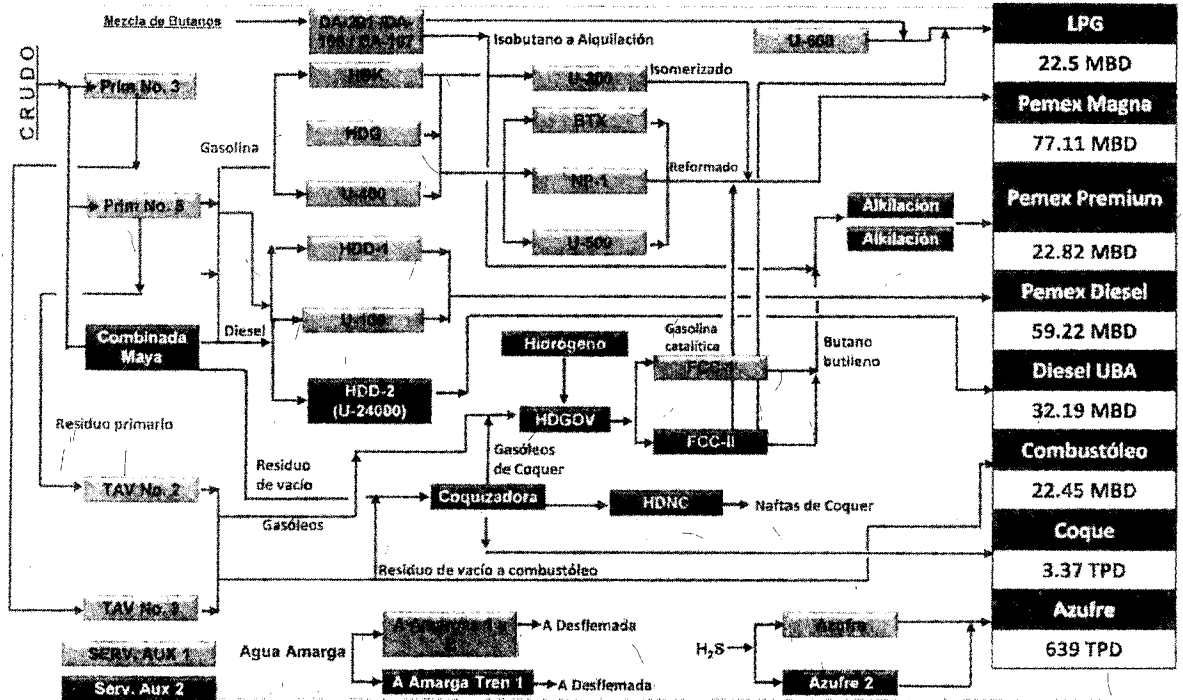 Mezcla de Butanos
CRUDO
Prim No. 3
Gasolina
Prim No. 5
Combinada
Maya
Diesel
Residuo primario
TAV No. 2
TAV No. 3
SERV. AUX 1
Serv. Aux 2
Isobutano a Alquilación
HDG
U-400
HDD-1
U-100
HDD-2
(U-24000)
Residuo
de vacío
Gasóleos
Isomerizado
BTX
NP-1
U-500
Reformado
U-600
Alkilación
Alkilación
Hidrógeno
HDGOV
Gasolina
catalítica
FCC-II
Butano
butileno
Gasóleos
de Coquer
Coquizadora
HDNC
Naftas de Coquer
Residuo de vacío a combustóleo
Agua Amarga
A Desflemada
A Amarga Tren 1
A Desflemada
H₂S
Azufre
Azufre 2
LPG
22.5 MBD
Pemex Magna
77.11 MBD
Pemex Premium
22.82 MBD
Pemex Diesel
59.22 MBD
Diesel UBA
32.19 MBD
Combustóleo
22.45 MBD
Coque
3.37 TPD
Azufre
639 TPD